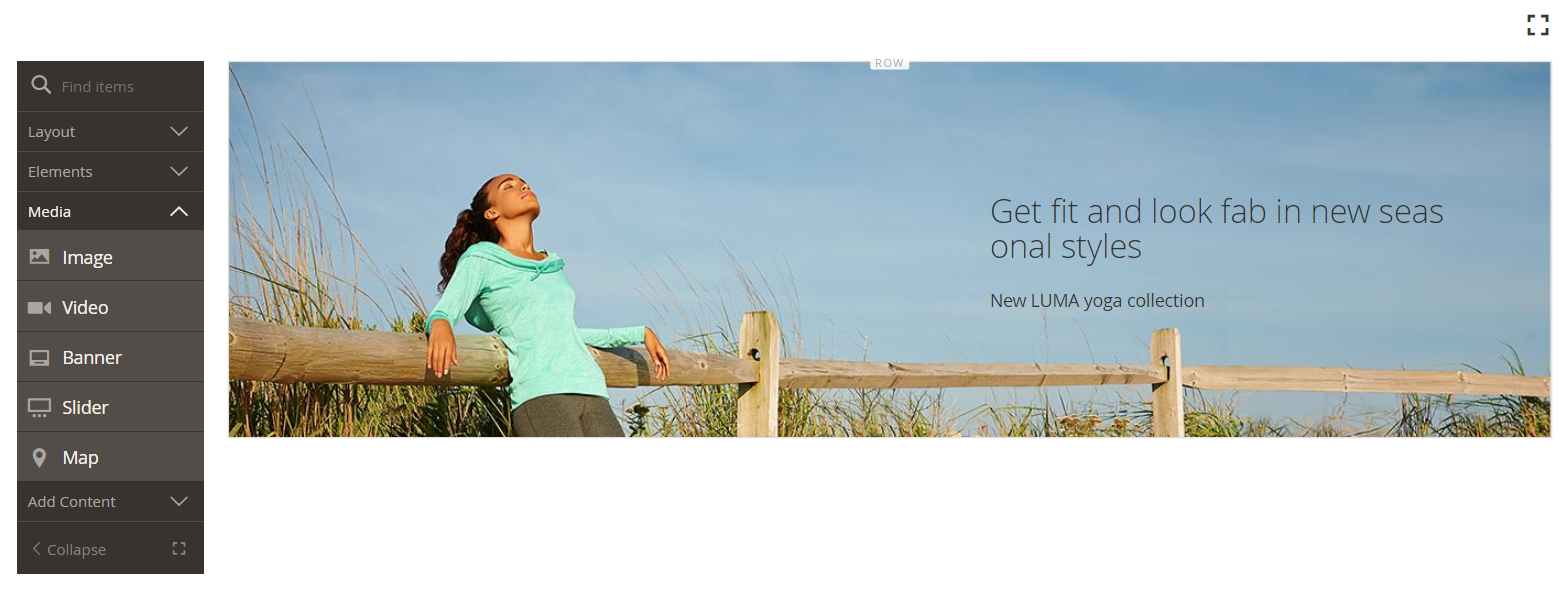 Find items
Layout
Elements
Media
Image
Video
Banner
Slider
Map
Add Content
Collapse
ROW
Get fit and look fab in new seas
onal styles
New LUMA yoga collection